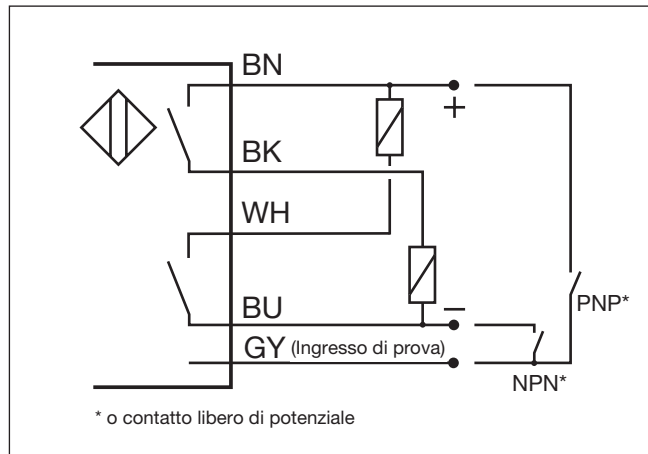 BN
+
BK
WH
BU
−
PNP*
GY (Ingresso di prova)
NPN*
* o contatto libero di potenziale